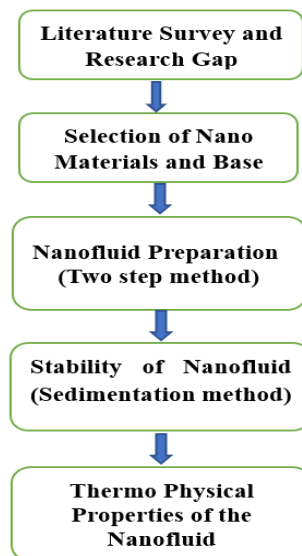 Literature Survey and
Research Gap
Selection of Nano
Materials and Base
Nanofluid Preparation
(Two step method)
Stability of Nanofluid
(Sedimentation method)
Thermo Physical
Properties of the
Nanofluid